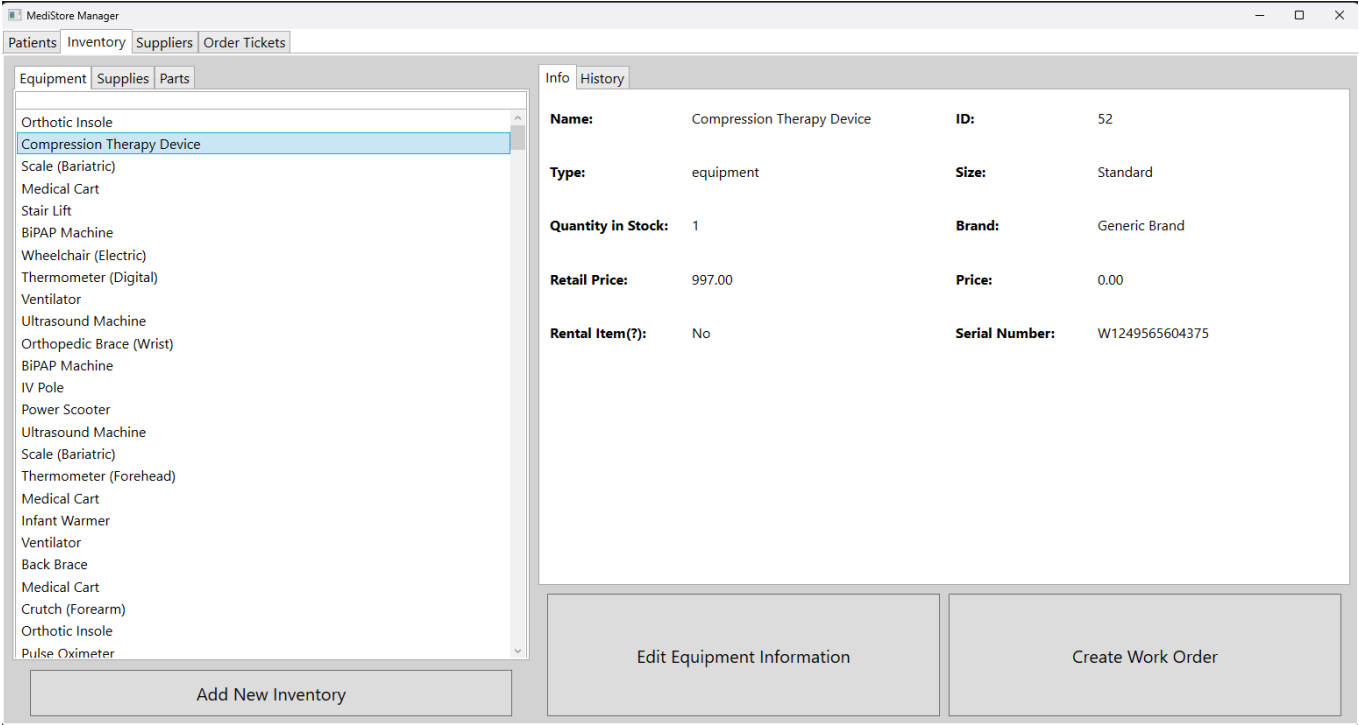 MediStore Manager
Patients Inventory Suppliers Order Tickets
Equipment Supplies Parts
Orthotic Insole
Compression Therapy Device
Scale (Bariatric)
Medical Cart
Stair Lift
BiPAP Machine
Wheelchair (Electric)
Thermometer (Digital)
Ventilator
Ultrasound Machine
Orthopedic Brace (Wrist)
BiPAP Machine
IV Pole
Power Scooter
Ultrasound Machine
Scale (Bariatric)
Thermometer (Forehead)
Medical Cart
Infant Warmer
Ventilator
Back Brace
Medical Cart
Crutch (Forearm)
Orthotic Insole
Pulse Oximeter
Add New Inventory
Info History
Name: Compression Therapy Device ID: 52
Type: equipment Size: Standard
Quantity in Stock: 1 Brand: Generic Brand
Retail Price: 997.00 Price: 0.00
Rental Item(?): No Serial Number: W1249565604375
Edit Equipment Information Create Work Order